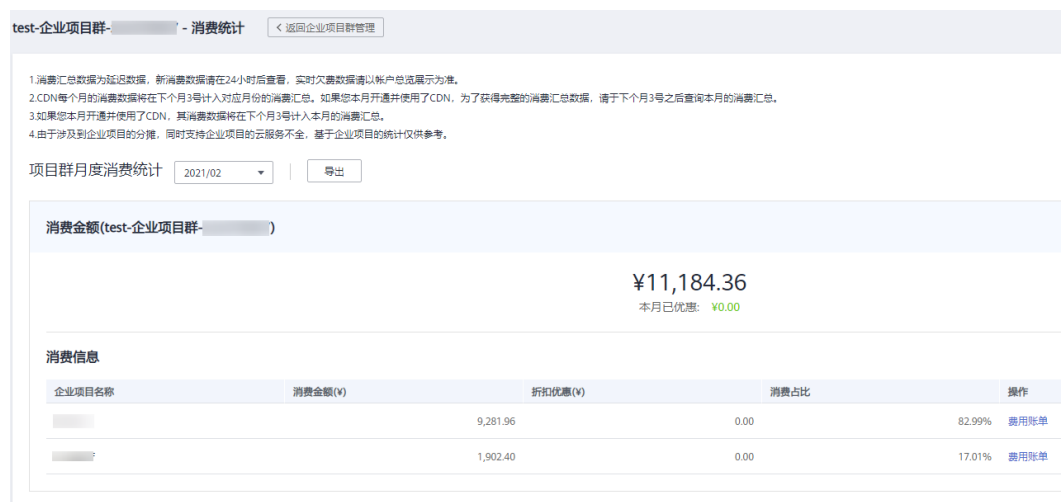 test-企业项目群- - 消费统计 < 返回企业项目群管理
1.消费汇总数据为延迟数据，新消费数据请在24小时后查看，实时欠费数据请以帐户总览展示为准。
2.CDN每个月的消费数据将在下个月3号计入对应月份的消费汇总。如果您本月开通并使用了CDN，为了获得完整的消费汇总数据，请于下个月3号之后查询本月的消费汇总。
3.如果您本月开通并使用了CDN，其消费数据将在下个月3号计入本月的消费汇总。
4.由于涉及到企业项目的分摊，同时支持企业项目的云服务不全，基于企业项目的统计仅供参考。
项目群月度消费统计 2021/02 导出
消费金额(test-企业项目群- )
¥11,184.36
本月已优惠: ¥0.00
消费信息
企业项目名称 消费金额(¥) 折扣优惠(¥) 消费占比 操作
9,281.96 0.00 82.99% 费用账单
1,902.40 0.00 17.01% 费用账单